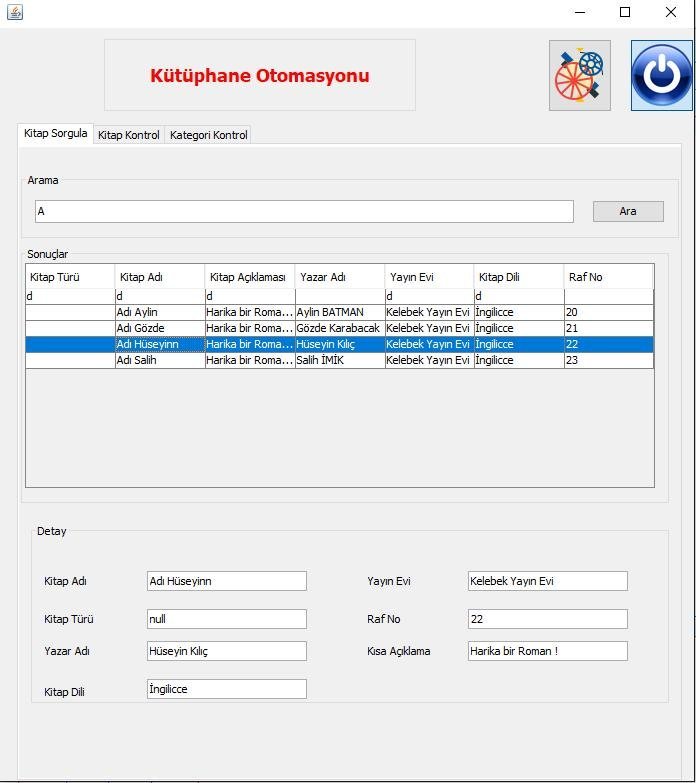 Kütüphane Otomasyonu
Kitap Sorgula Kitap Kontrol Kategori Kontrol
Arama
A Ara
Sonuçlar
Kitap Türü Kitap Adı Kitap Açıklaması Yazar Adı Yayın Evi Kitap Dili Raf No
d d d d d
Adı Aylin Harika bir Roma... Aylin BATMAN Kelebek Yayın Evi İngilicce 20
Adı Gözde Harika bir Roma... Gözde Karabacak Kelebek Yayın Evi İngilicce 21
Adı Hüseyinn Harika bir Roma... Hüseyin Kılıç Kelebek Yayın Evi İngilicce 22
Adı Salih Harika bir Roma... Salih İMİK Kelebek Yayın Evi İngilicce 23
Detay
Kitap Adı Adı Hüseyinn Yayın Evi Kelebek Yayın Evi
Kitap Türü null Raf No 22
Yazar Adı Hüseyin Kılıç Kısa Açıklama Harika bir Roman !
Kitap Dili İngilicce